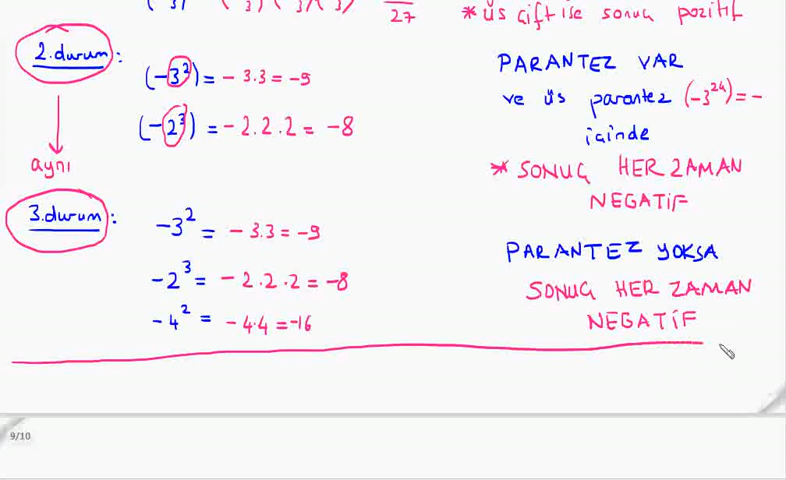 27
* üs çift ise sonuç pozitif
2.durum:
(-3²) = - 3.3 = -9
(-2³) = - 2.2.2 = -8
aynı
PARANTEZ VAR
ve üs parantez (-3²⁴) = -
içinde
* SONUÇ HER ZAMAN
NEGATİF
3.durum:
-3² = - 3.3 = -9
-2³ = - 2.2.2 = -8
-4² = - 4.4 = -16
PARANTEZ YOKSA
SONUÇ HER ZAMAN
NEGATİF
9/10